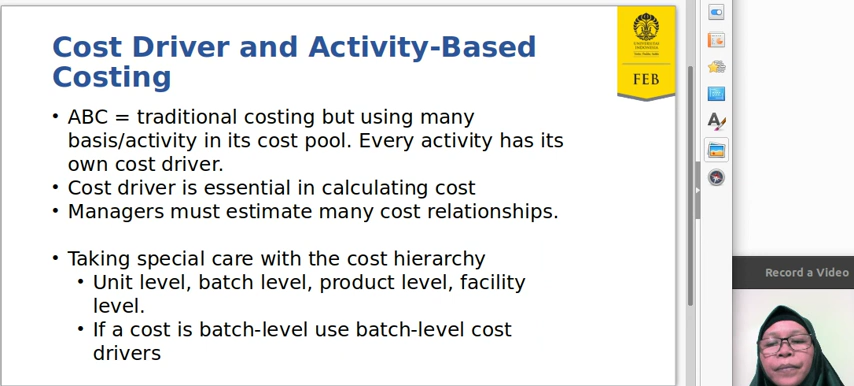 Cost Driver and Activity-Based
Costing
• ABC = traditional costing but using many
basis/activity in its cost pool. Every activity has its
own cost driver.
• Cost driver is essential in calculating cost
• Managers must estimate many cost relationships.
• Taking special care with the cost hierarchy
• Unit level, batch level, product level, facility
level.
• If a cost is batch-level use batch-level cost
drivers
UNIVERSITAS
INDONESIA
FEB
Record a Video